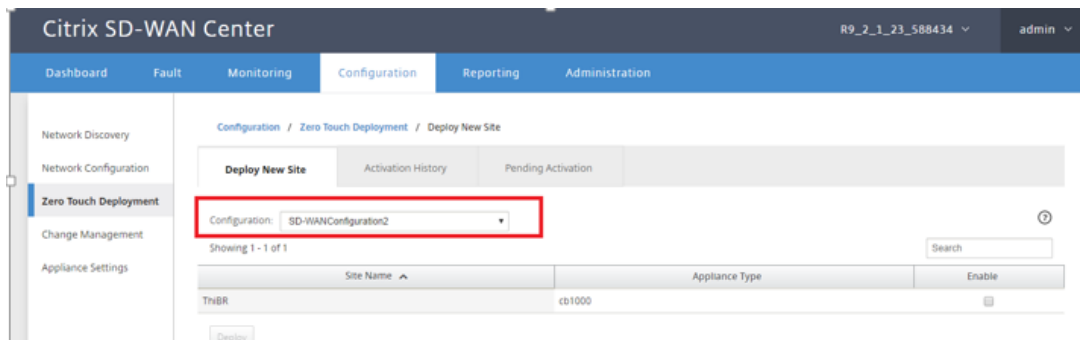 Citrix SD-WAN Center
R9_2_1_23_588434
admin
Dashboard Fault Monitoring Configuration Reporting Administration
Network Discovery
Network Configuration
Zero Touch Deployment
Change Management
Appliance Settings
Configuration / Zero Touch Deployment / Deploy New Site
Deploy New Site Activation History Pending Activation
Configuration: SD-WANConfiguration2
Showing 1 - 1 of 1
Search
Site Name Appliance Type Enable
ThiBR cb1000
Deploy